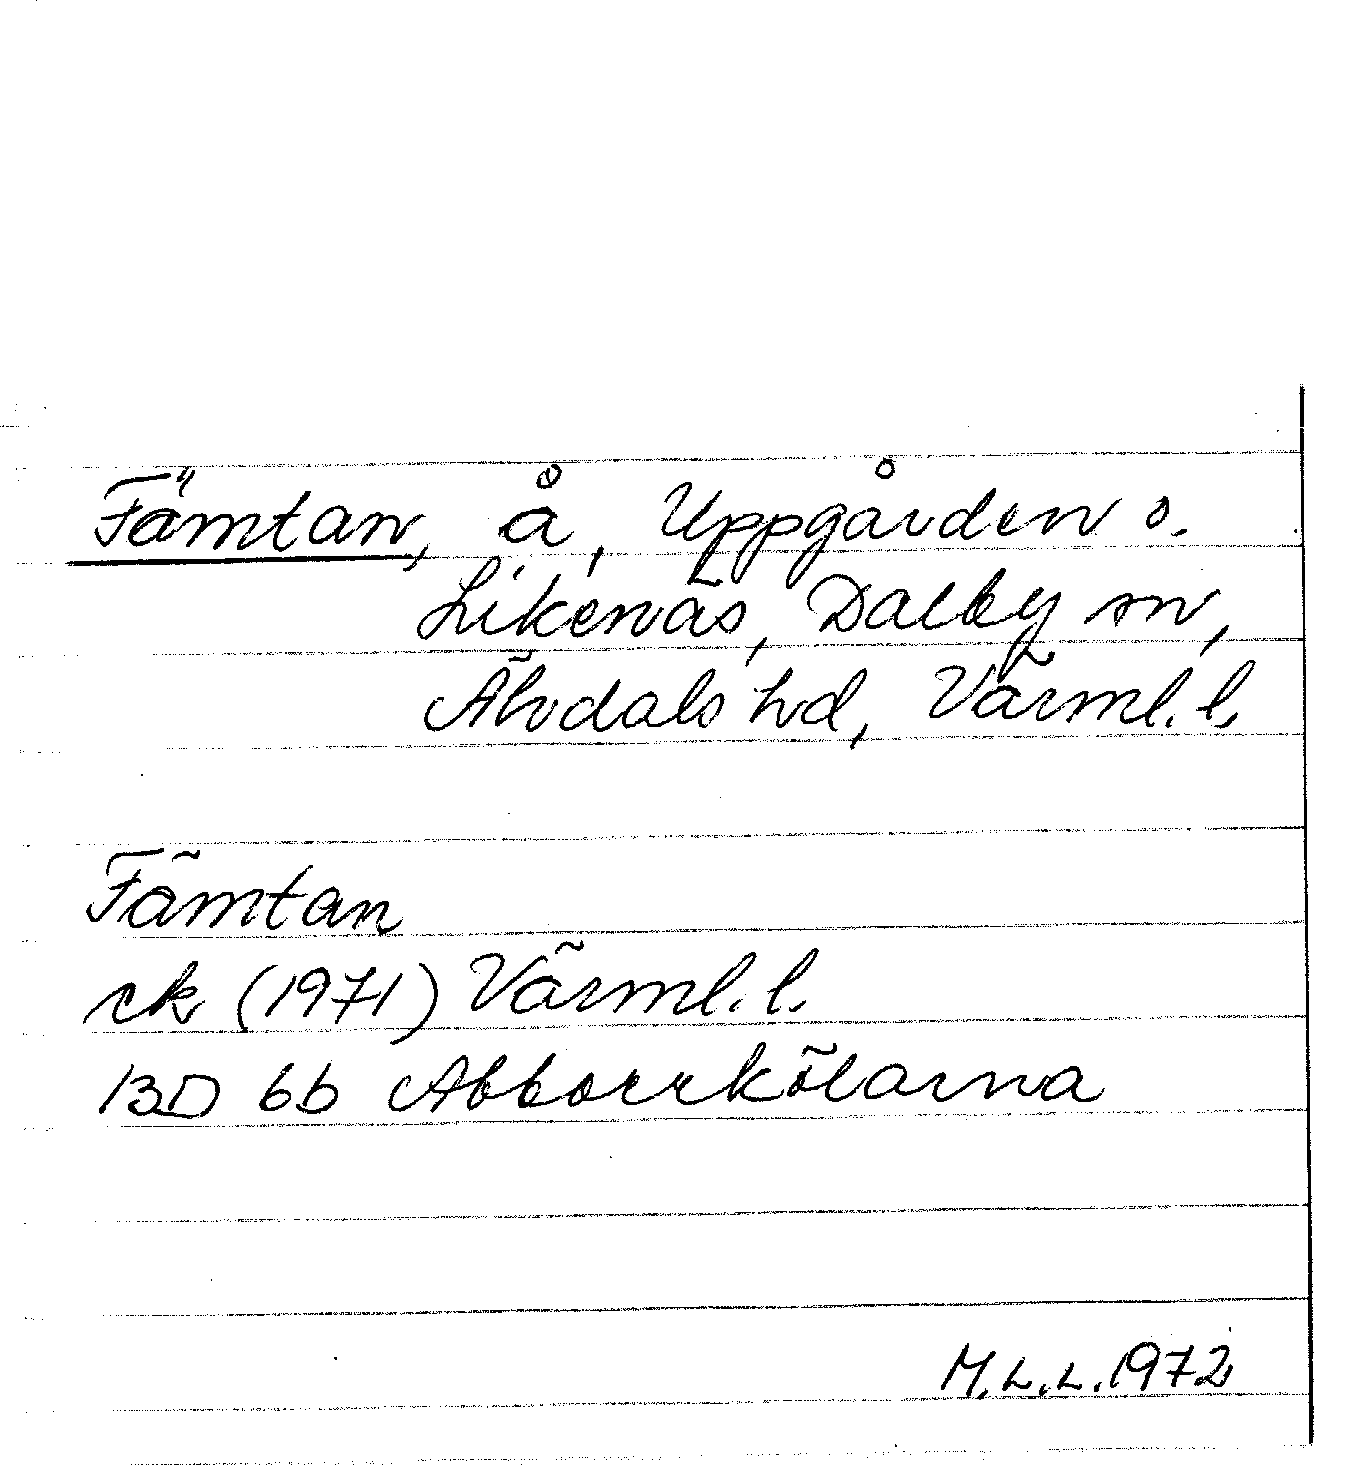 Fämtan, å, Uppgården o.
Likenäs, Dalby sn,
Älvdals hd, Värml. l.
Fämtan
ek (1971) Värml. l.
13D 6b Abborrkölarna
M.L.L. 1972